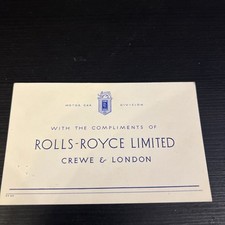 MOTOR CAR DIVISION
WITH THE COMPLIMENTS OF
ROLLS-ROYCE LIMITED
CREWE & LONDON